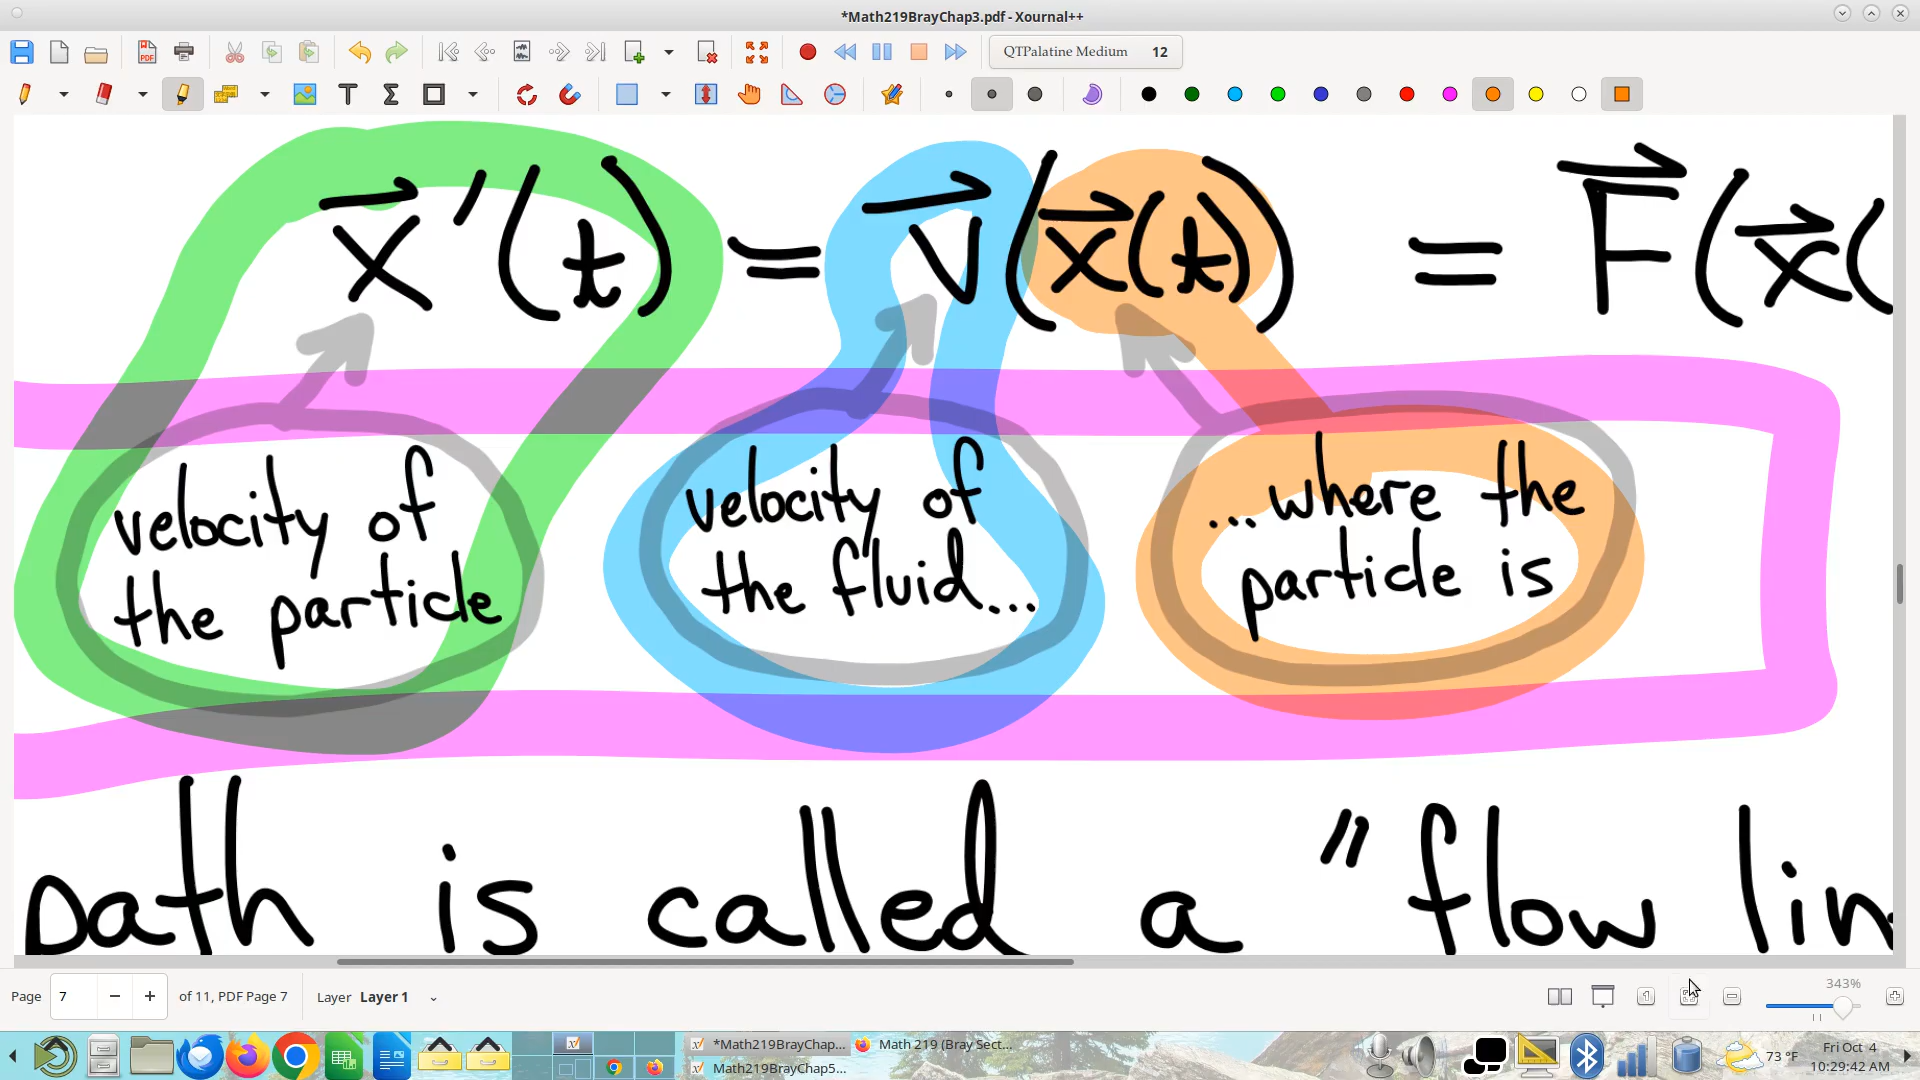 *Math219BrayChap3.pdf - Xournal++
QTPalatine Medium 12
x⃗'(t) = v⃗(x⃗(t)) = F⃗(x⃗(
velocity of
the particle
velocity of
the fluid...
...where the
particle is
path is called a "flow lin
Page 7 of 11, PDF Page 7 Layer Layer 1 343%
*Math219BrayChap... Math 219 (Bray Sect...
Math219BrayChap5...
73 °F
Fri Oct 4
10:29:42 AM